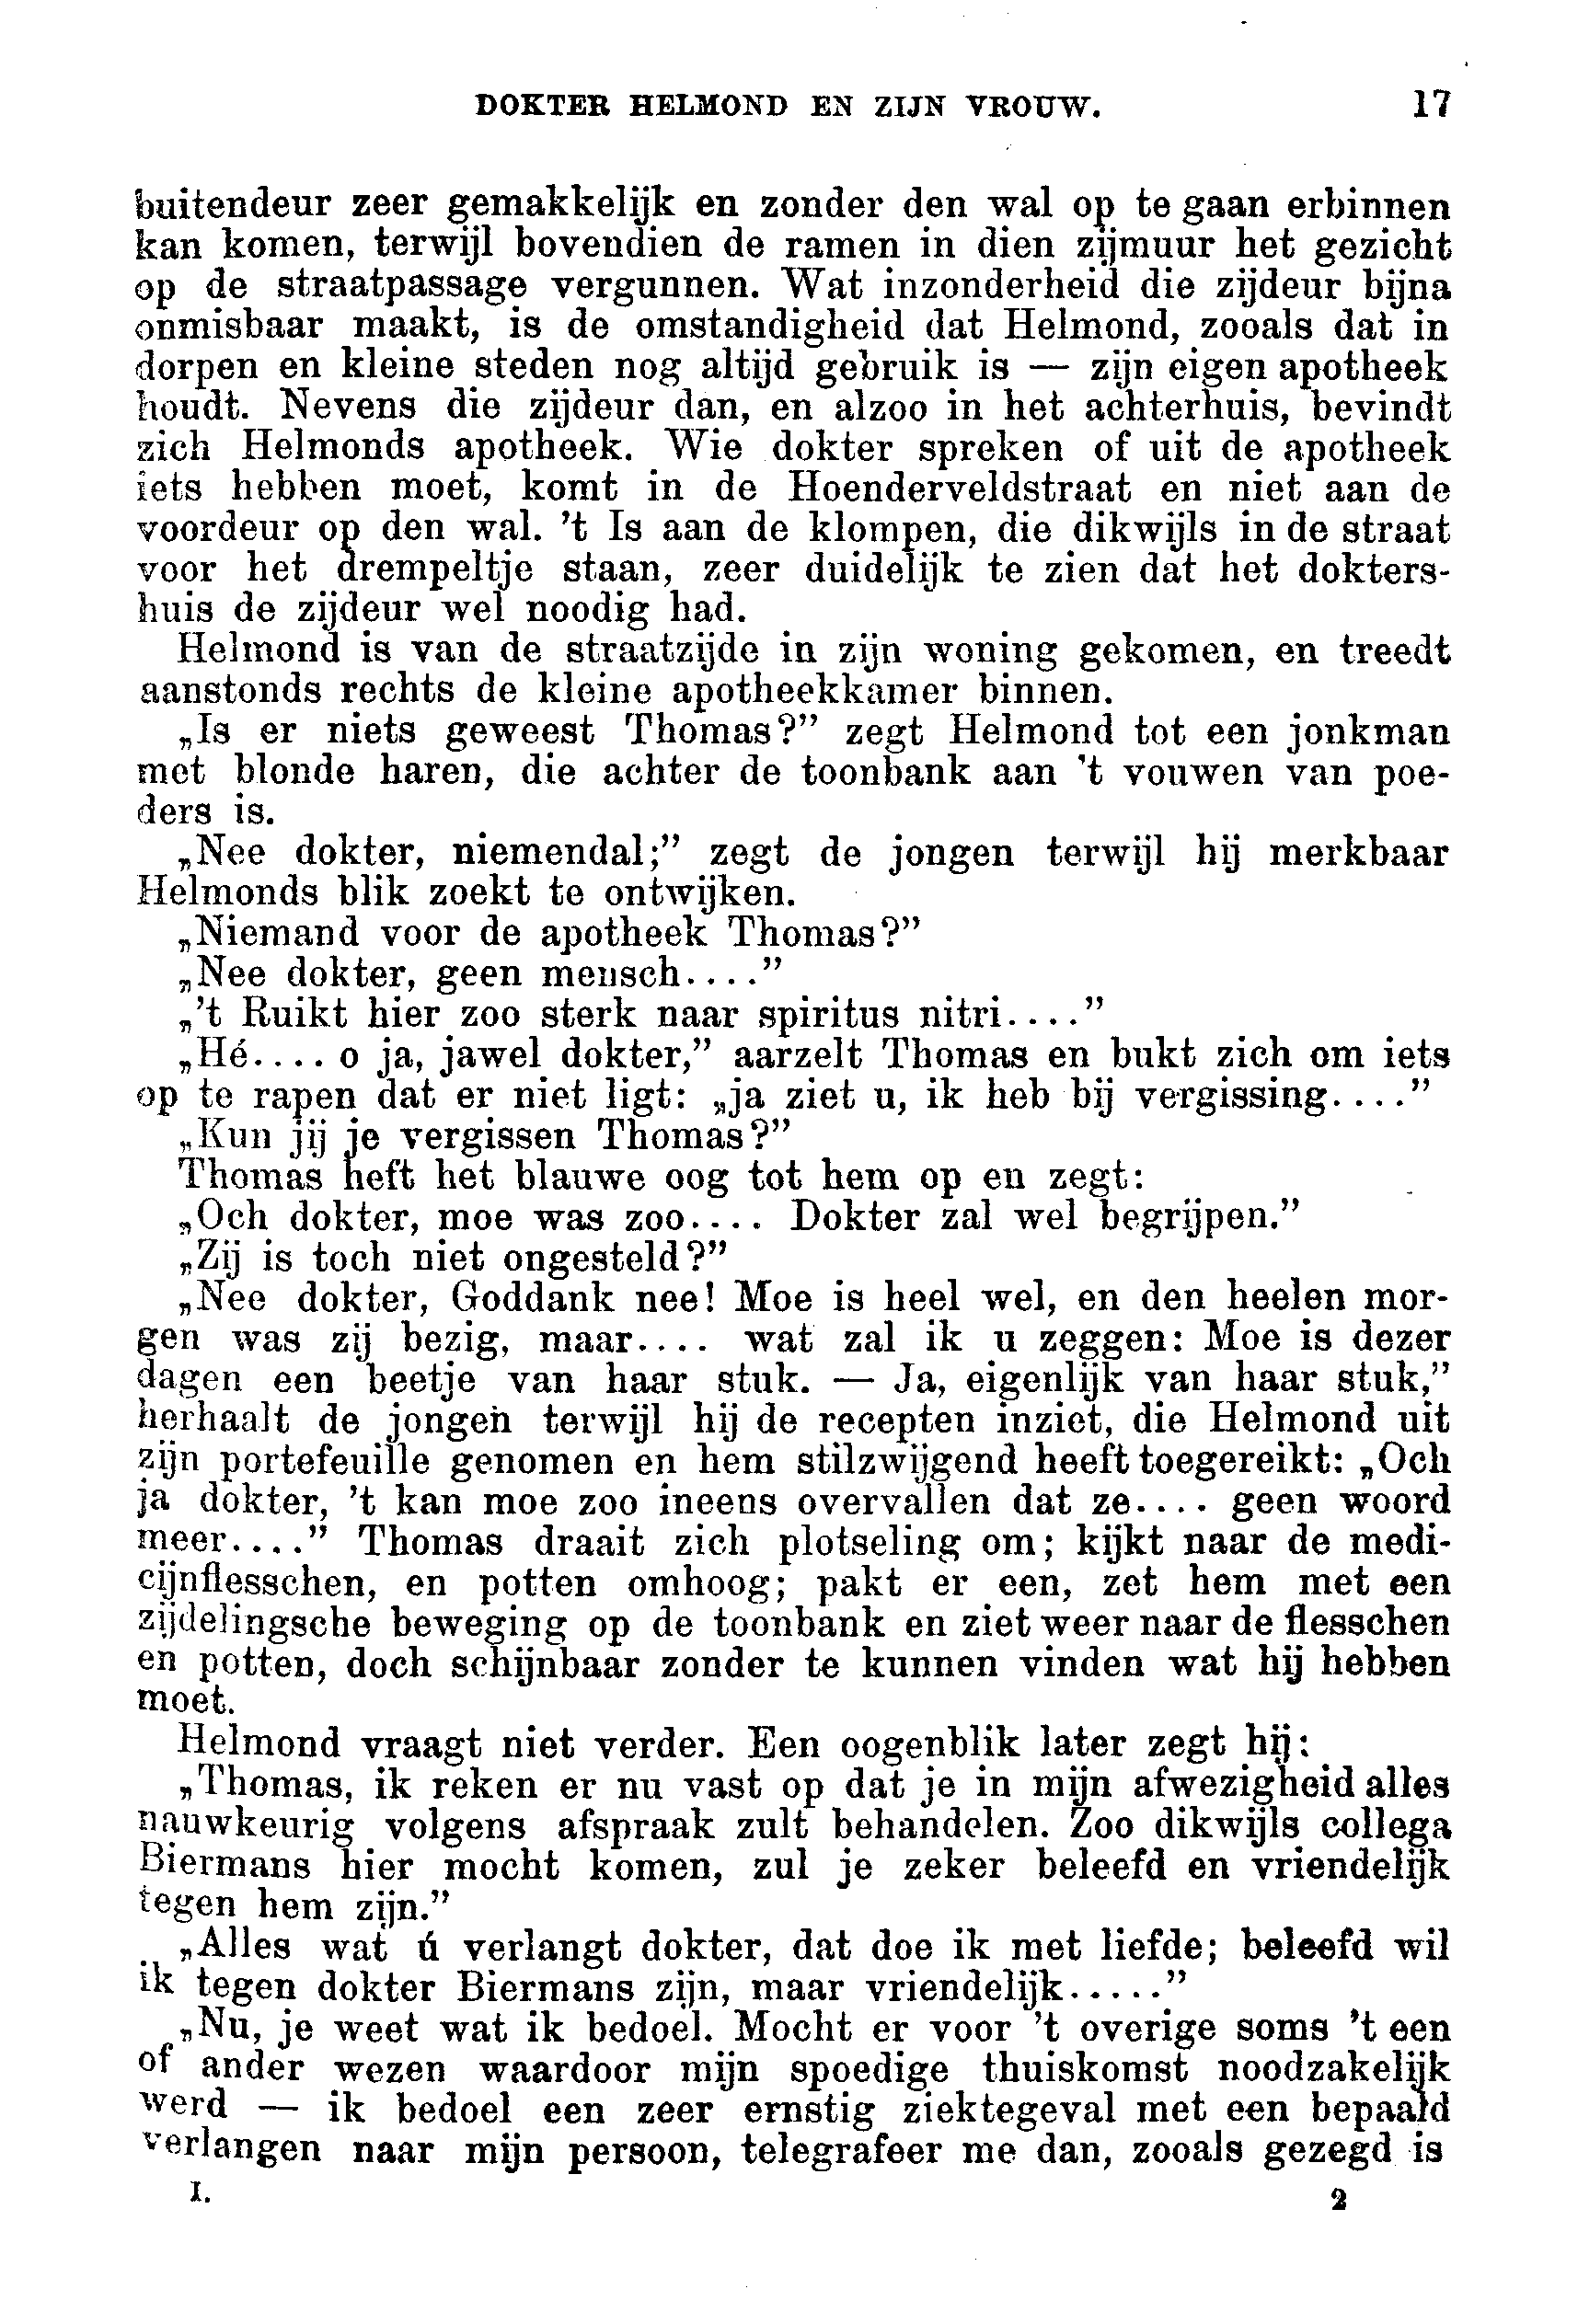 DOKTER HELMOND EN ZIJN VROUW. 17
buitendeur zeer gemakkelijk en zonder den wal op te gaan erbinnen
kan komen, terwijl bovendien de ramen in dien zijmuur het gezicht
op de straatpassage vergunnen. Wat inzonderheid die zijdeur bijna
onmisbaar maakt, is de omstandigheid dat Helmond, zooals dat in
dorpen en kleine steden nog altijd gebruik is — zijn eigen apotheek
houdt. Nevens die zijdeur dan, en alzoo in het achterhuis, bevindt
zich Helmonds apotheek. Wie dokter spreken of uit de apotheek
iets hebben moet, komt in de Hoenderveldstraat en niet aan de
voordeur op den wal. 't Is aan de klompen, die dikwijls in de straat
voor het drempeltje staan, zeer duidelijk te zien dat het dokters-
huis de zijdeur wel noodig had.
Helmond is van de straatzijde in zijn woning gekomen, en treedt
aanstonds rechts de kleine apotheekkamer binnen.
„Is er niets geweest Thomas?” zegt Helmond tot een jonkman
met blonde haren, die achter de toonbank aan 't vouwen van poe-
ders is.
„Nee dokter, niemendal;” zegt de jongen terwijl hij merkbaar
Helmonds blik zoekt te ontwijken.
„Niemand voor de apotheek Thomas?”
„Nee dokter, geen mensch....”
„'t Ruikt hier zoo sterk naar spiritus nitri....”
„Hé.... o ja, jawel dokter,” aarzelt Thomas en bukt zich om iets
op te rapen dat er niet ligt: „ja ziet u, ik heb bij vergissing....”
„Kun jij je vergissen Thomas?”
Thomas heft het blauwe oog tot hem op en zegt:
„Och dokter, moe was zoo.... Dokter zal wel begrijpen.”
„Zij is toch niet ongesteld?”
„Nee dokter, Goddank nee! Moe is heel wel, en den heelen mor-
gen was zij bezig, maar.... wat zal ik u zeggen: Moe is dezer
dagen een beetje van haar stuk. — Ja, eigenlijk van haar stuk,”
herhaalt de jongen terwijl hij de recepten inziet, die Helmond uit
zijn portefeuille genomen en hem stilzwijgend heeft toegereikt: „Och
ja dokter, 't kan moe zoo ineens overvallen dat ze.... geen woord
meer....” Thomas draait zich plotseling om; kijkt naar de medi-
cijnflesschen, en potten omhoog; pakt er een, zet hem met een
zijdelingsche beweging op de toonbank en ziet weer naar de flesschen
en potten, doch schijnbaar zonder te kunnen vinden wat hij hebben
moet.
Helmond vraagt niet verder. Een oogenblik later zegt hij:
„Thomas, ik reken er nu vast op dat je in mijn afwezigheid alles
nauwkeurig volgens afspraak zult behandelen. Zoo dikwijls collega
Biermans hier mocht komen, zul je zeker beleefd en vriendelijk
tegen hem zijn.”
„Alles wat ú verlangt dokter, dat doe ik met liefde; beleefd wil
ik tegen dokter Biermans zijn, maar vriendelijk.....”
„Nu, je weet wat ik bedoel. Mocht er voor 't overige soms 't een
of ander wezen waardoor mijn spoedige thuiskomst noodzakelijk
werd — ik bedoel een zeer ernstig ziektegeval met een bepaald
verlangen naar mijn persoon, telegrafeer me dan, zooals gezegd is
I. 2